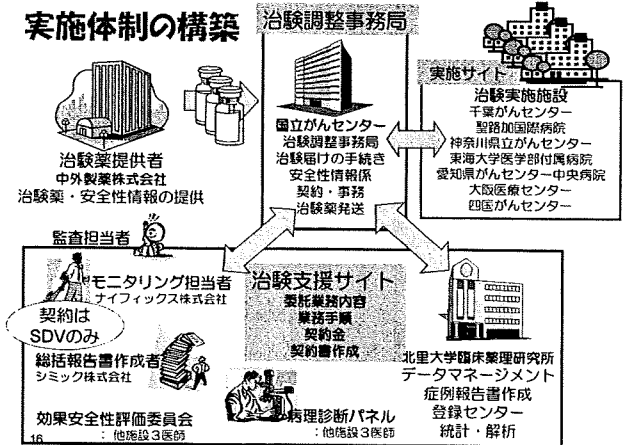 実施体制の構築
治験調整事務局
実施サイト
治験薬提供者
中外製薬株式会社
治験薬・安全性情報の提供
国立がんセンター
治験調整事務局
治験届けの手続き
安全性情報係
契約・事務
治験薬発送
治験実施施設
千葉がんセンター
聖路加国際病院
神奈川県立がんセンター
東海大学医学部付属病院
愛知県がんセンター中央病院
大阪医療センター
四国がんセンター
監査担当者
モニタリング担当者
ナイフィックス株式会社
契約は
SDVのみ
総括報告書作成者
シミック株式会社
効果安全性評価委員会
：他施設3医師
治験支援サイト
委託業務内容
業務手順
契約金
契約書作成
病理診断パネル
：他施設3医師
北里大学臨床薬理研究所
データマネージメント
症例報告書作成
登録センター
統計・解析
16